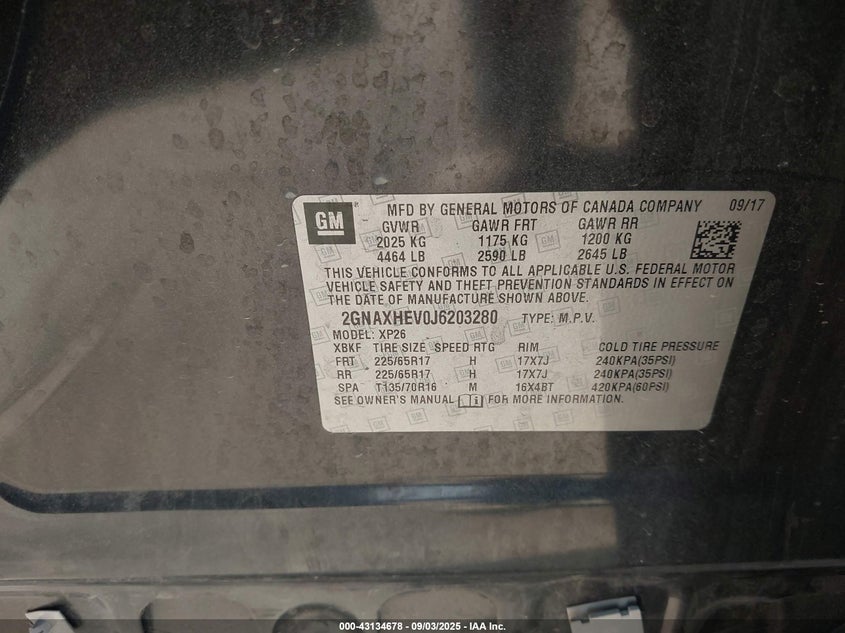 GM MFD BY GENERAL MOTORS OF CANADA COMPANY 09/17
GVWR GAWR FRT GAWR RR
2025 KG 1175 KG 1200 KG
4464 LB 2590 LB 2645 LB
THIS VEHICLE CONFORMS TO ALL APPLICABLE U.S. FEDERAL MOTOR
VEHICLE SAFETY AND THEFT PREVENTION STANDARDS IN EFFECT ON
THE DATE OF MANUFACTURE SHOWN ABOVE.
2GNAXHEV0J6203280 TYPE: M.P.V.
MODEL: XP26
XBKF TIRE SIZE SPEED RTG RIM COLD TIRE PRESSURE
FRT 225/65R17 H 17X7J 240KPA(35PSI)
RR 225/65R17 H 17X7J 240KPA(35PSI)
SPA T135/70R16 M 16X4BT 420KPA(60PSI)
SEE OWNER'S MANUAL FOR MORE INFORMATION.
000-43134678 - 09/03/2025 - IAA Inc.